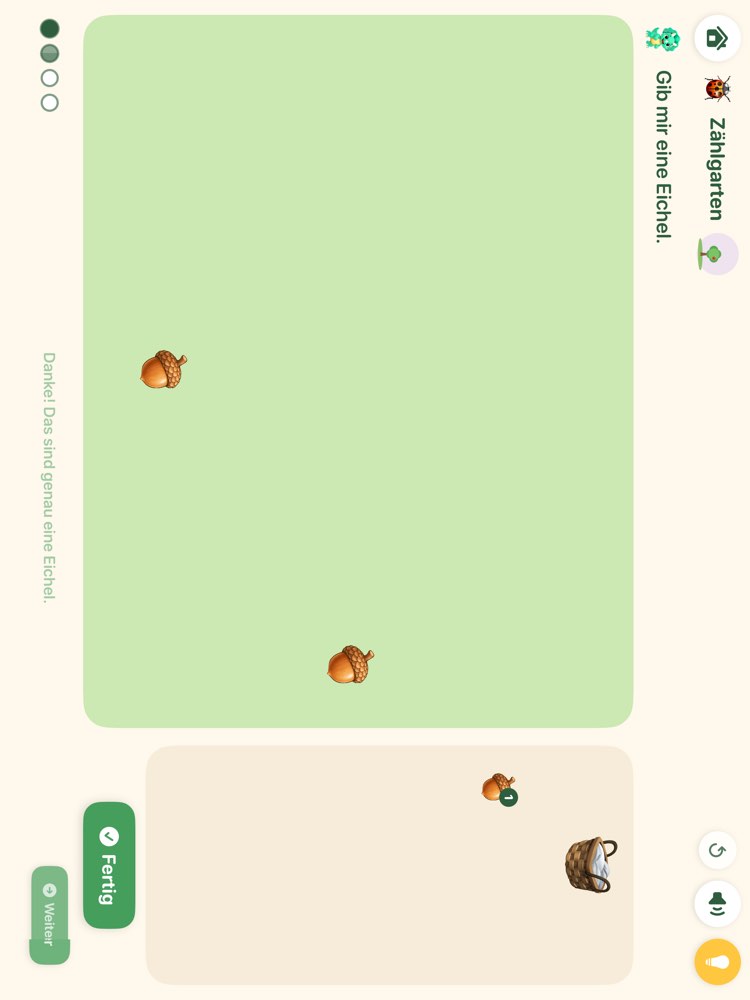 Zählgarten
Gib mir eine Eichel.
1
Fertig
Danke! Das sind genau eine Eichel.
Weiter